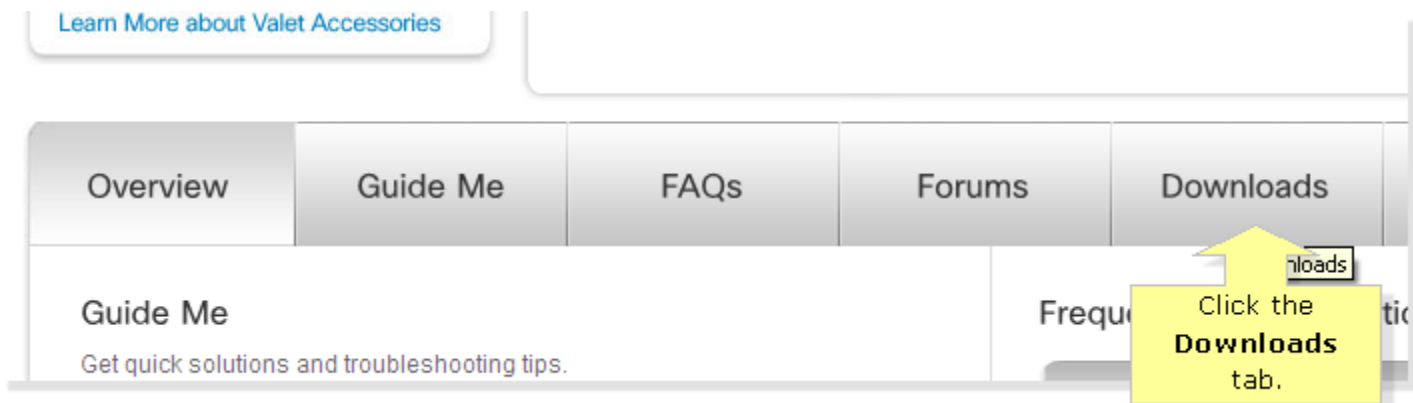 Learn More about Valet Accessories
Overview Guide Me FAQs Forums Downloads
Guide Me
Get quick solutions and troubleshooting tips.
Click the
Downloads
tab.